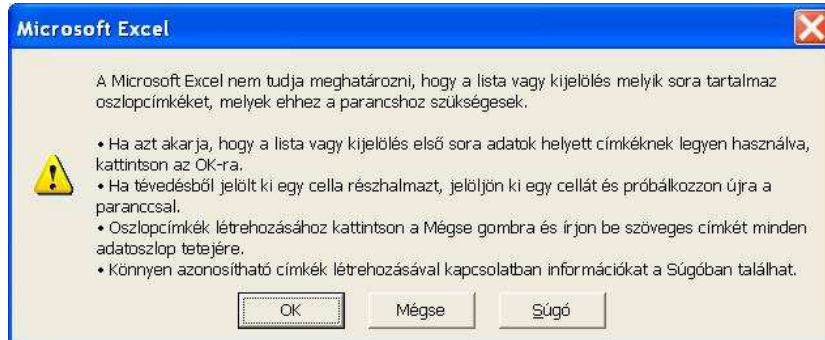 Microsoft Excel
A Microsoft Excel nem tudja meghatározni, hogy a lista vagy kijelölés melyik sora tartalmaz
oszlopcímkéket, melyek ehhez a parancshoz szükségesek.
• Ha azt akarja, hogy a lista vagy kijelölés első sora adatok helyett címkéknek legyen használva,
kattintson az OK-ra.
• Ha tévedésből jelölt ki egy cella részhalmazt, jelöljön ki egy cellát és próbálkozzon újra a
paranccsal.
• Oszlopcímkék létrehozásához kattintson a Mégse gombra és írjon be szöveges címkét minden
adatoszlop tetejére.
• Könnyen azonosítható címkék létrehozásával kapcsolatban információkat a Súgóban találhat.
OK Mégse Súgó